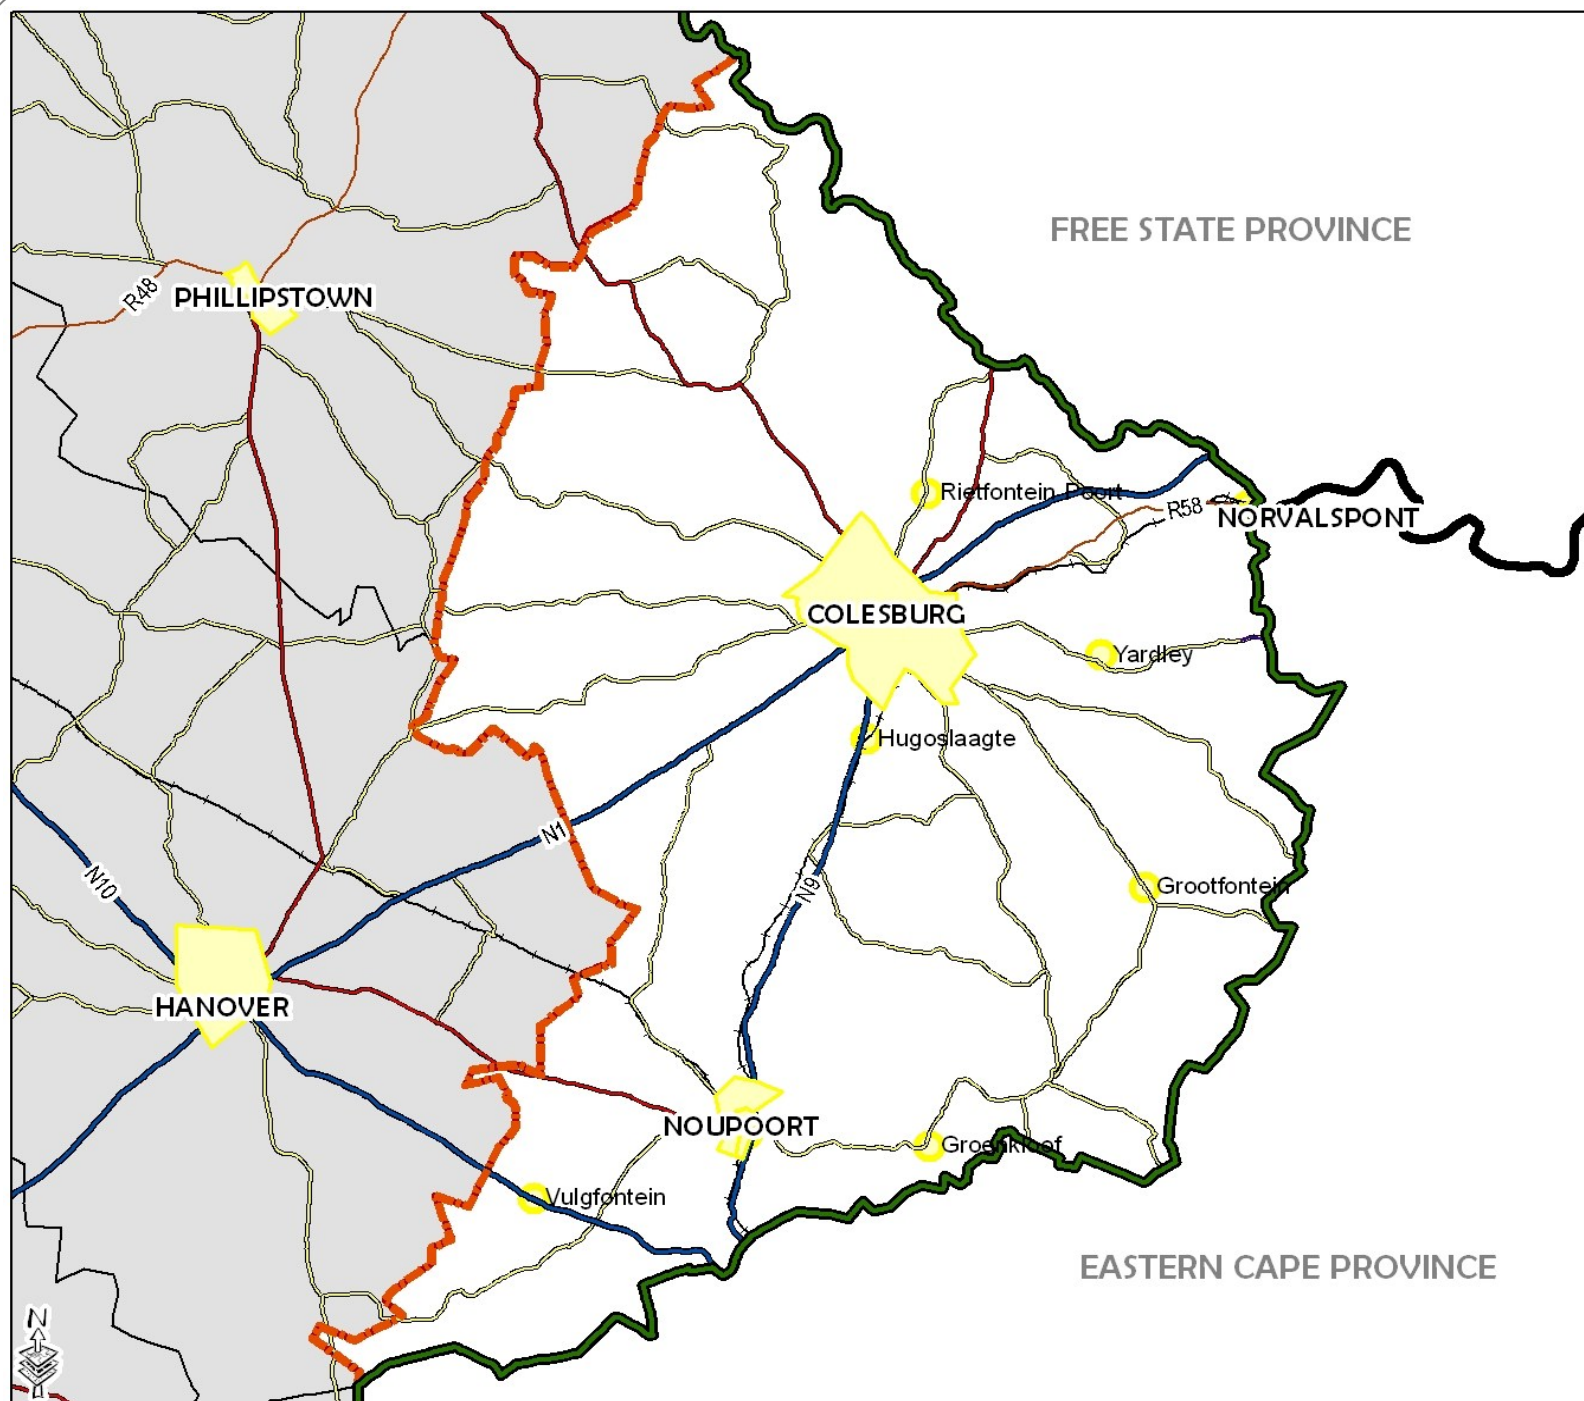 FREE STATE PROVINCE
R48
PHILLIPSTOWN
Rietfontein Poort
R58
NORVALSPONT
COLESBURG
Yardley
Hugoslaagte
N1
N10
N9
Grootfontein
HANOVER
NOUPOORT
Groenkloof
Vulgfontein
EASTERN CAPE PROVINCE
N